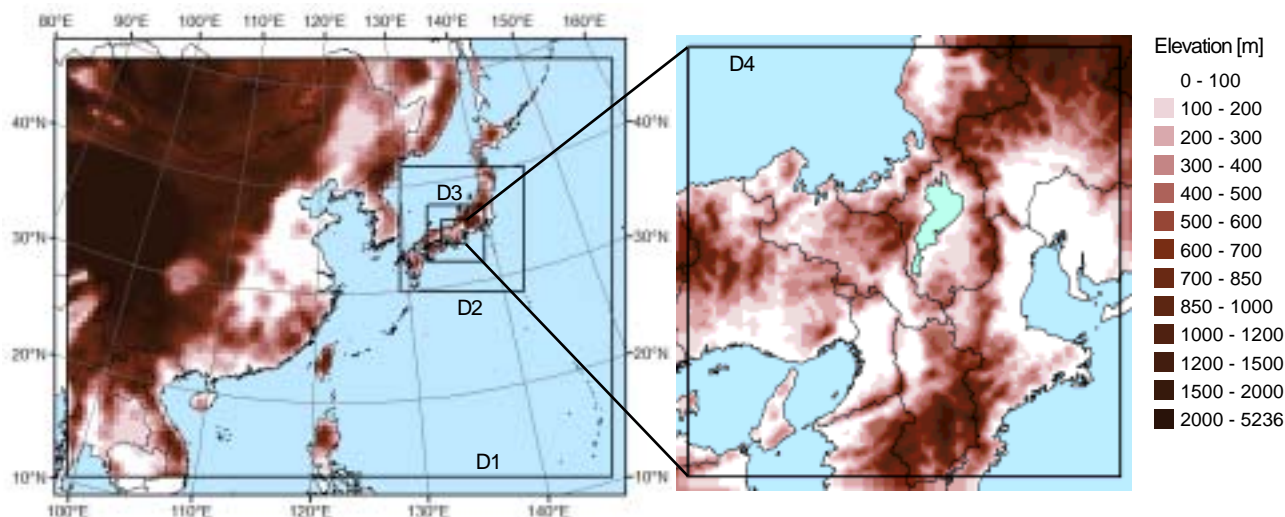 80°E 90°E 100°E 110°E 120°E 130°E 140°E 150°E 160°E
40°N
30°N
20°N
10°N
40°N
30°N
20°N
10°N
100°E 110°E 120°E 130°E 140°E
D3
D2
D1
D4
Elevation [m]
0 - 100
100 - 200
200 - 300
300 - 400
400 - 500
500 - 600
600 - 700
700 - 850
850 - 1000
1000 - 1200
1200 - 1500
1500 - 2000
2000 - 5236